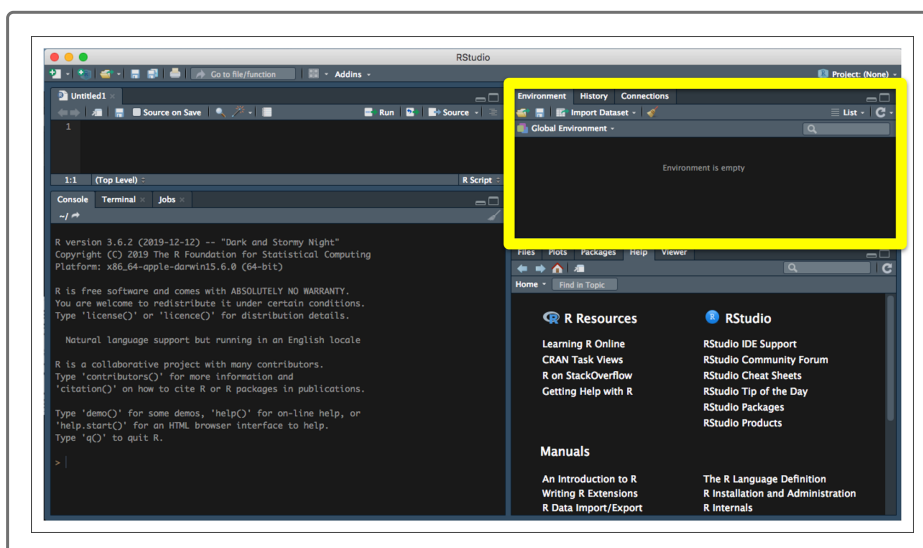 RStudio
Go to file/function
Addins
Project: (None)
Untitled1
Source on Save
Run
Source
1
1:1 (Top Level)
R Script
Console Terminal Jobs
~/
R version 3.6.2 (2019-12-12) -- "Dark and Stormy Night"
Copyright (C) 2019 The R Foundation for Statistical Computing
Platform: x86_64-apple-darwin15.6.0 (64-bit)
R is free software and comes with ABSOLUTELY NO WARRANTY.
You are welcome to redistribute it under certain conditions.
Type 'license()' or 'licence()' for distribution details.
Natural language support but running in an English locale
R is a collaborative project with many contributors.
Type 'contributors()' for more information and
'citation()' on how to cite R or R packages in publications.
Type 'demo()' for some demos, 'help()' for on-line help, or
'help.start()' for an HTML browser interface to help.
Type 'q()' to quit R.
>
Environment History Connections
Import Dataset
List
Global Environment
Environment is empty
Files Plots Packages Help Viewer
Home
Find in Topic
R Resources
Learning R Online
CRAN Task Views
R on StackOverflow
Getting Help with R
RStudio
RStudio IDE Support
RStudio Community Forum
RStudio Cheat Sheets
RStudio Tip of the Day
RStudio Packages
RStudio Products
Manuals
An Introduction to R
Writing R Extensions
R Data Import/Export
The R Language Definition
R Installation and Administration
R Internals